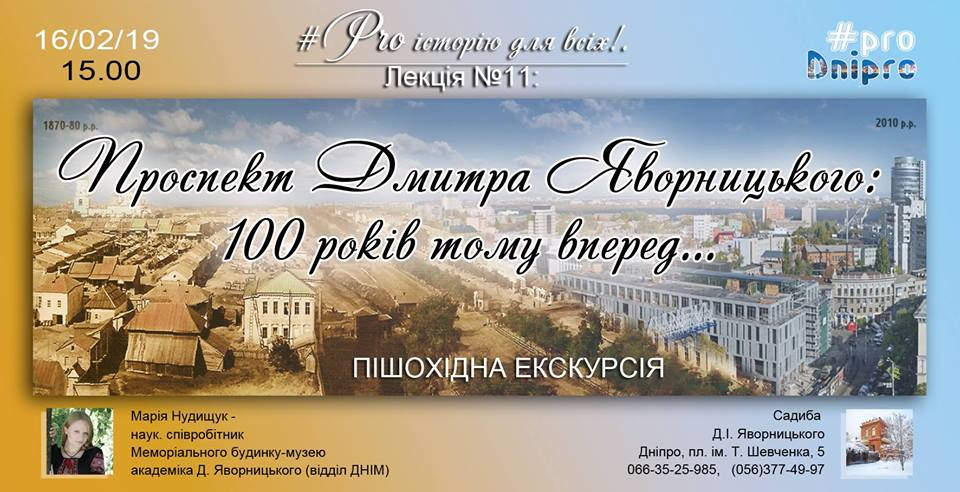 16/02/19
15.00
#Pro історію для всіх!.
Лекція №11:
#pro
Dnipro
1870-80 р.р.
2010 р.р.
Проспект Дмитра Яворницького:
100 років тому вперед...
ПІШОХІДНА ЕКСКУРСІЯ
Марія Нудищук -
наук. співробітник
Меморіального будинку-музею
академіка Д. Яворницького (відділ ДНІМ)
Садиба
Д.І. Яворницького
Дніпро, пл. ім. Т. Шевченка, 5
066-35-25-985, (056)377-49-97